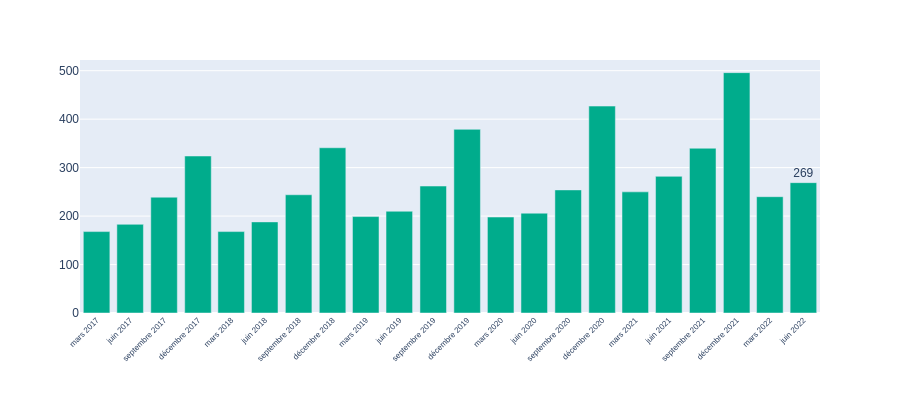 500
400
300
200
100
0
269
mars 2017
juin 2017
septembre 2017
décembre 2017
mars 2018
juin 2018
septembre 2018
décembre 2018
mars 2019
juin 2019
septembre 2019
décembre 2019
mars 2020
juin 2020
septembre 2020
décembre 2020
mars 2021
juin 2021
septembre 2021
décembre 2021
mars 2022
juin 2022